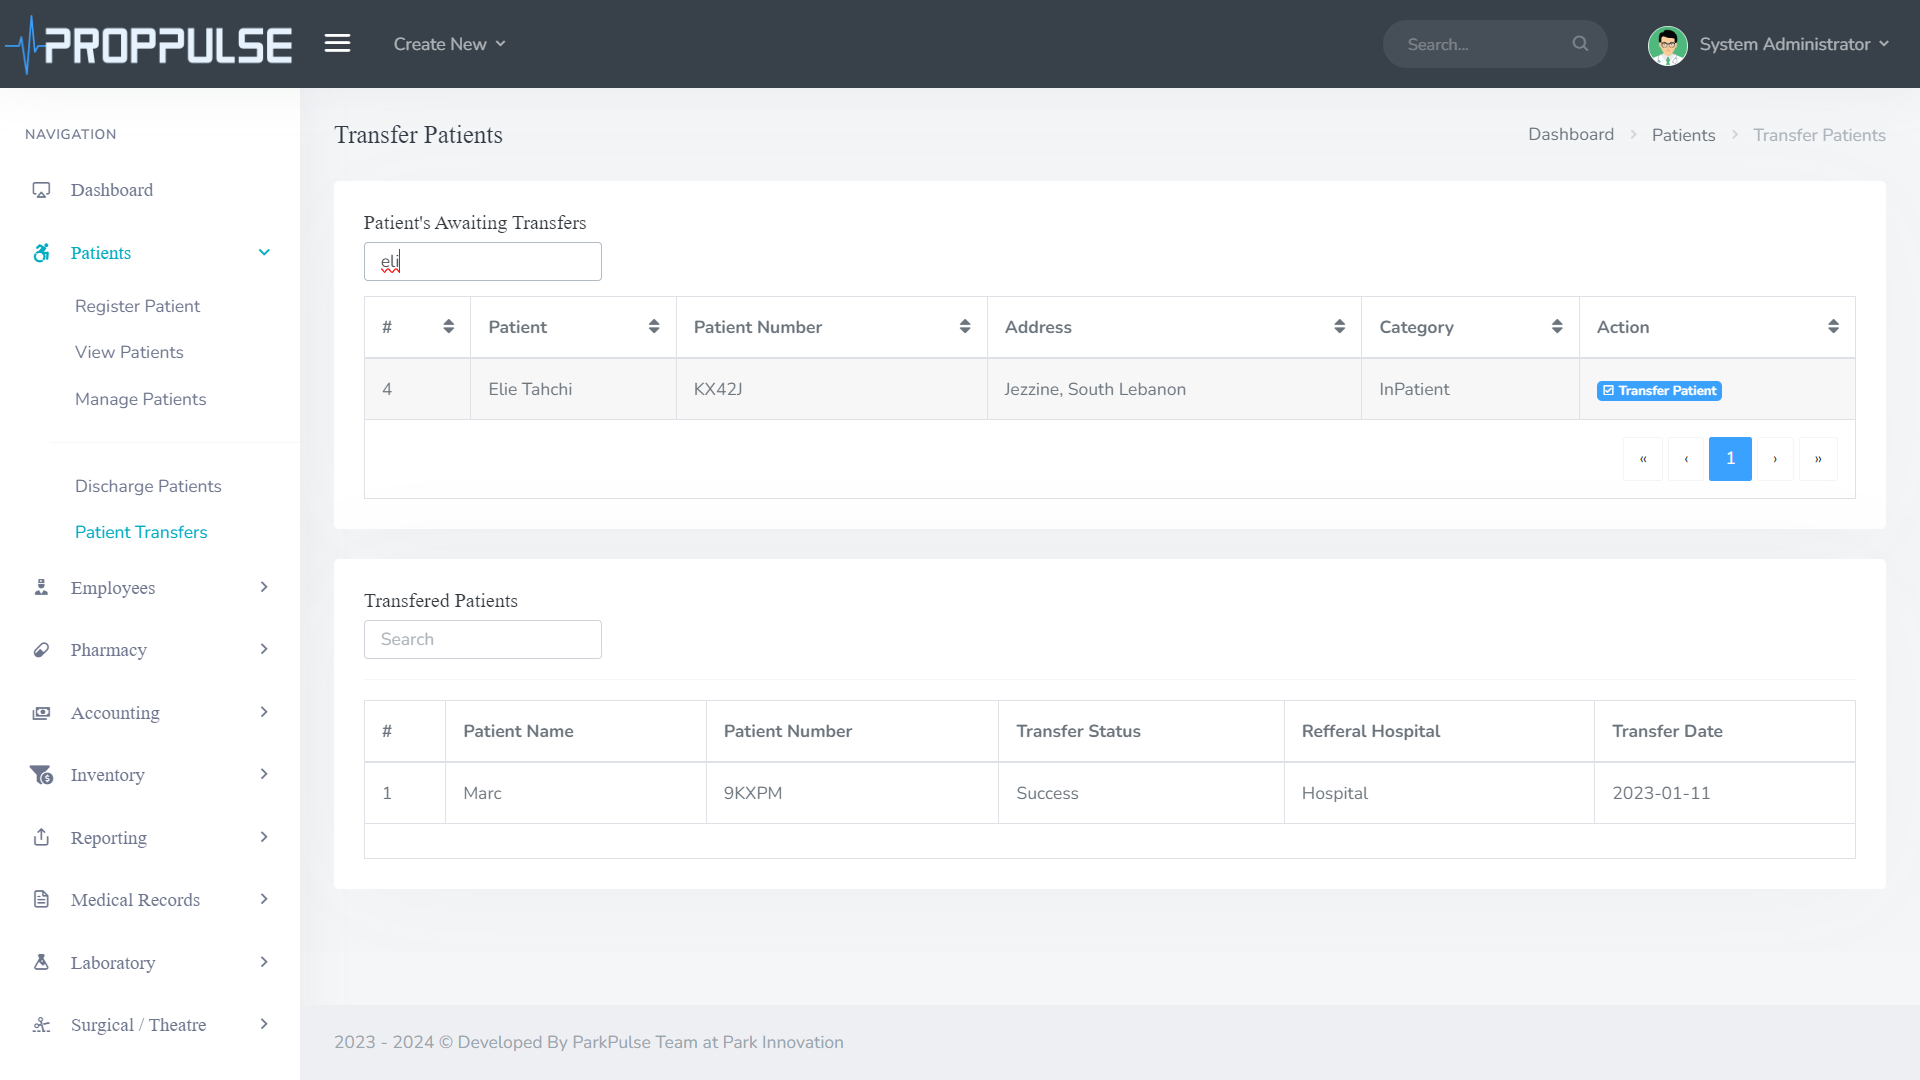 PROPPULSE
Create New
Search...
System Administrator
NAVIGATION
Dashboard
Patients
Register Patient
View Patients
Manage Patients
Discharge Patients
Patient Transfers
Employees
Pharmacy
Accounting
Inventory
Reporting
Medical Records
Laboratory
Surgical / Theatre
Transfer Patients
Dashboard > Patients > Transfer Patients
Patient's Awaiting Transfers
eli
# Patient Patient Number Address Category Action
4 Elie Tahchi KX42J Jezzine, South Lebanon InPatient Transfer Patient
« ‹ 1 › »
Transfered Patients
Search
# Patient Name Patient Number Transfer Status Refferal Hospital Transfer Date
1 Marc 9KXPM Success Hospital 2023-01-11
2023 - 2024 © Developed By ParkPulse Team at Park Innovation